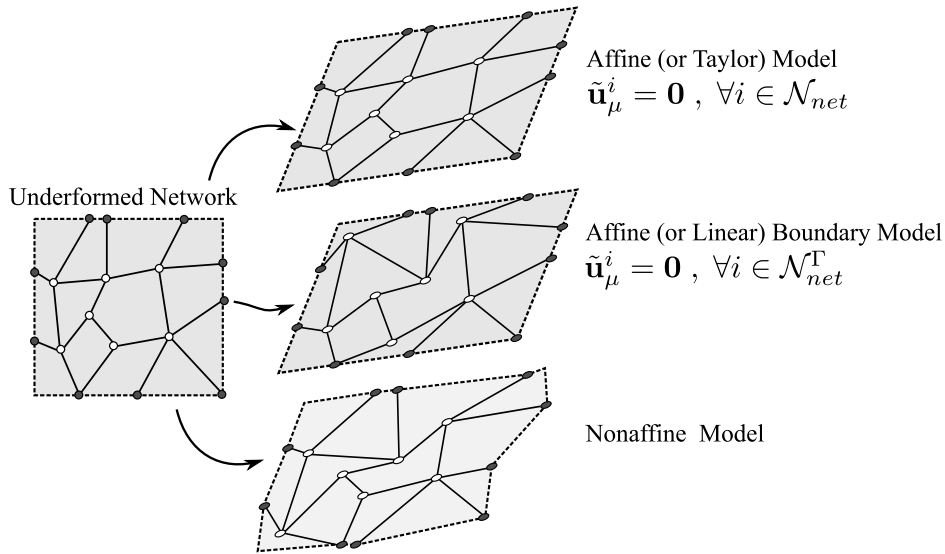 Affine (or Taylor) Model
ũ^i_μ = 0 , ∀i ∈ N_net
Underformed Network
Affine (or Linear) Boundary Model
ũ^i_μ = 0 , ∀i ∈ N^Γ_net
Nonaffine Model